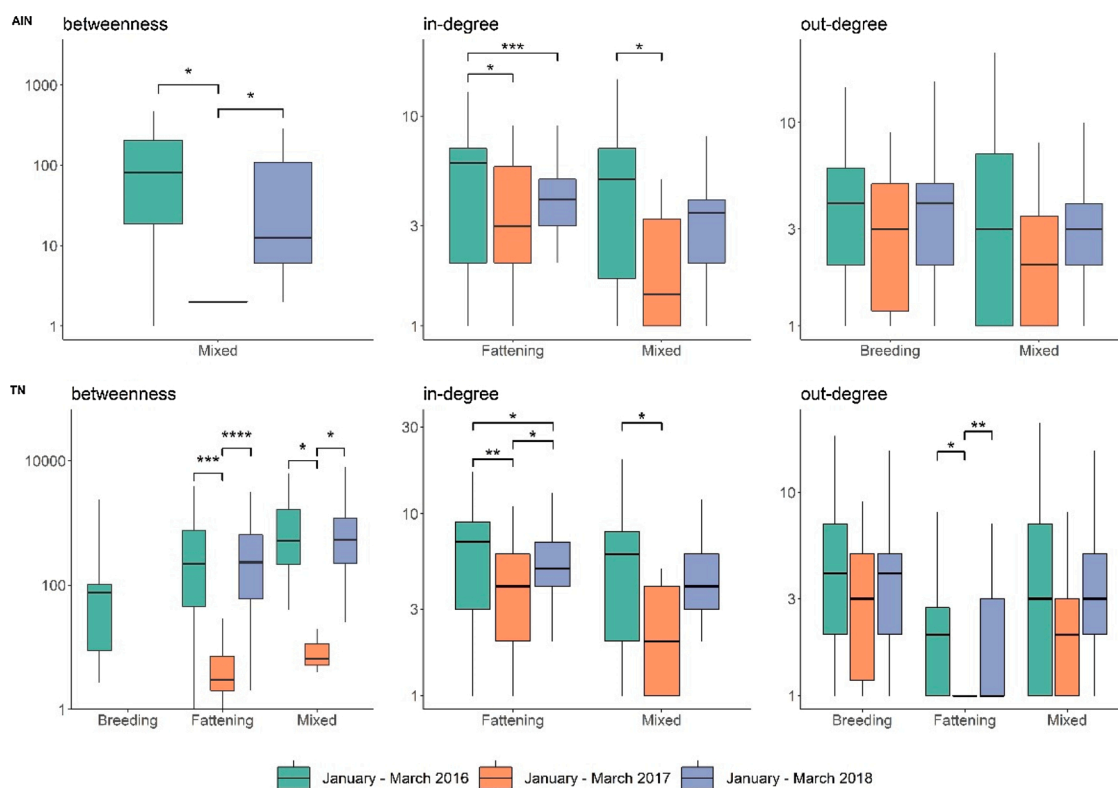 AIN
betweenness
in-degree
out-degree
* *
*** * *
1000
100
10
1
10
3
1
10
3
1
Mixed
Fattening Mixed
Breeding Mixed
TN
betweenness
in-degree
out-degree
*** **** * *
* ** * *
* **
10000
100
1
30
10
3
1
10
3
1
Breeding Fattening Mixed
Fattening Mixed
Breeding Fattening Mixed
January - March 2016 January - March 2017 January - March 2018